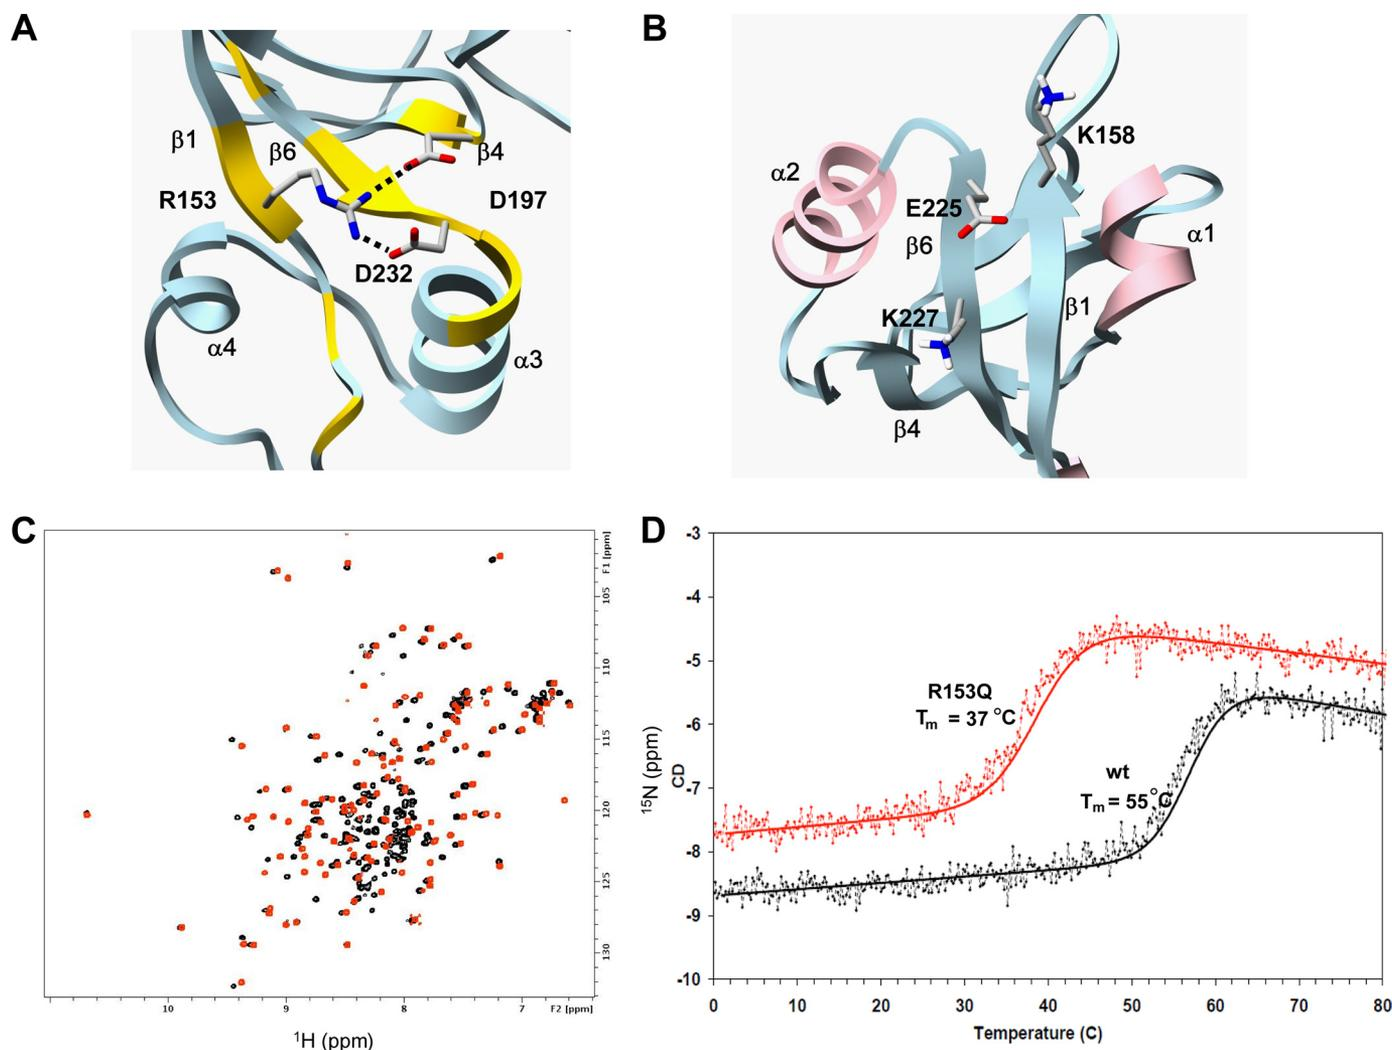 A
β1
β6
β4
R153
D197
D232
α4
α3
B
K158
α2
E225
α1
β6
β1
K227
β4
C
F1 [ppm]
105
110
115
120
125
130
10
9
8
7
F2 [ppm]
¹H (ppm)
¹⁵N (ppm)
D
-3
-4
-5
-6
-7
-8
-9
-10
CD
R153Q
Tm = 37 °C
wt
Tm = 55°C
0
10
20
30
40
50
60
70
80
Temperature (C)